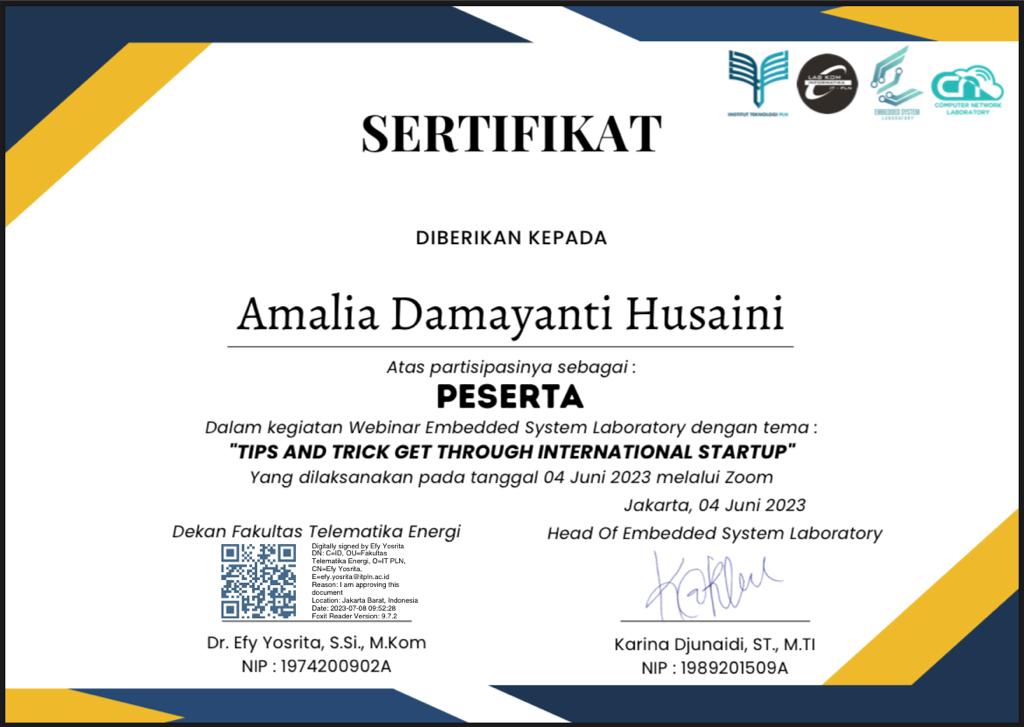 INSTITUT TEKNOLOGI PLN
LAB KOM
INFORMATIKA
IT - PLN
EMBEDDED SYSTEM
LABORATORY
CN
COMPUTER NETWORK
LABORATORY
SERTIFIKAT
DIBERIKAN KEPADA
Amalia Damayanti Husaini
Atas partisipasinya sebagai :
PESERTA
Dalam kegiatan Webinar Embedded System Laboratory dengan tema :
"TIPS AND TRICK GET THROUGH INTERNATIONAL STARTUP"
Yang dilaksanakan pada tanggal 04 Juni 2023 melalui Zoom
Jakarta, 04 Juni 2023
Dekan Fakultas Telematika Energi
Digitally signed by Efy Yosrita
DN: C=ID, OU=Fakultas
Telematika Energi, O=IT PLN,
CN=Efy Yosrita,
E=efy.yosrita@itpln.ac.id
Reason: I am approving this
document
Location: Jakarta Barat, Indonesia
Date: 2023-07-08 09:52:28
Foxit Reader Version: 9.7.2
Dr. Efy Yosrita, S.Si., M.Kom
NIP : 1974200902A
Head Of Embedded System Laboratory
Karina Djunaidi, ST., M.TI
NIP : 1989201509A